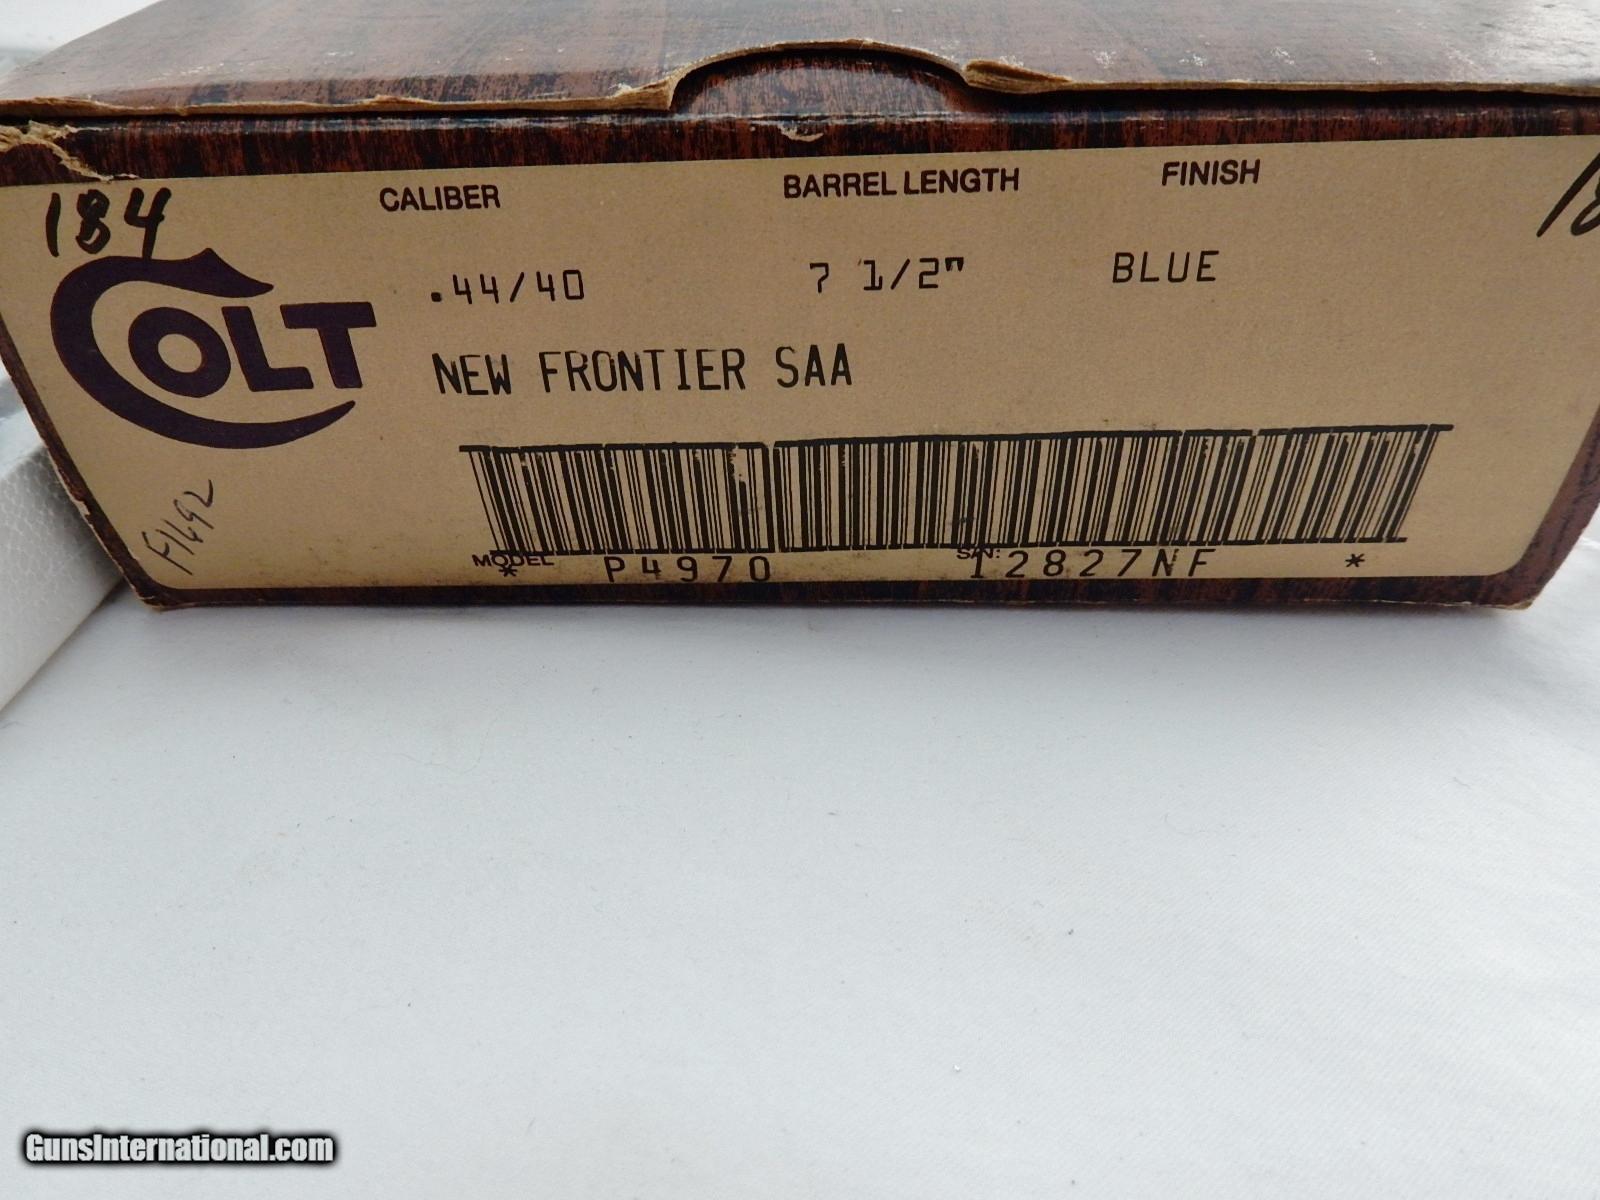 184
CALIBER BARREL LENGTH FINISH
COLT
.44/40 7 1/2" BLUE
NEW FRONTIER SAA
F1492
MODEL S/N:
* P4970 12827NF *
GunsInternational.com